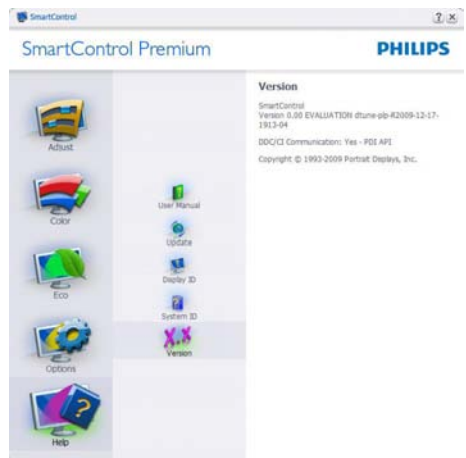 SmartControl
SmartControl Premium
PHILIPS
Adjust
Color
Eco
Options
Help
User Manual
Update
Display ID
System ID
Version
Version
SmartControl
Version 0.00 EVALUATION dtune-plp-R2009-12-17-
1913-04
DDC/CI Communication: Yes - PDI API
Copyright © 1993-2009 Portrait Displays, Inc.